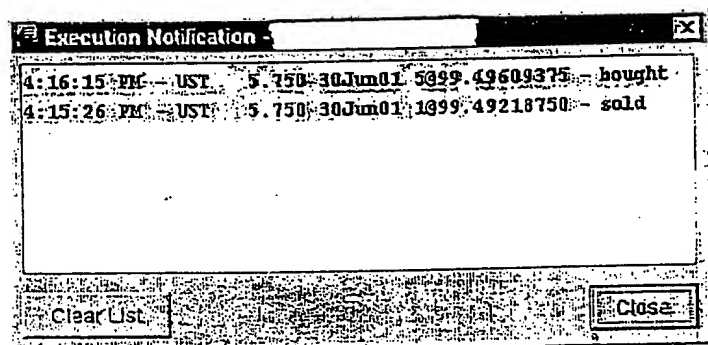 Execution Notification -
4:16:15 PM - UST 5.750 30Jun01 5@99.49609375 - bought
4:15:26 PM - UST 5.750 30Jun01 1@99.49218750 - sold
Clear List Close